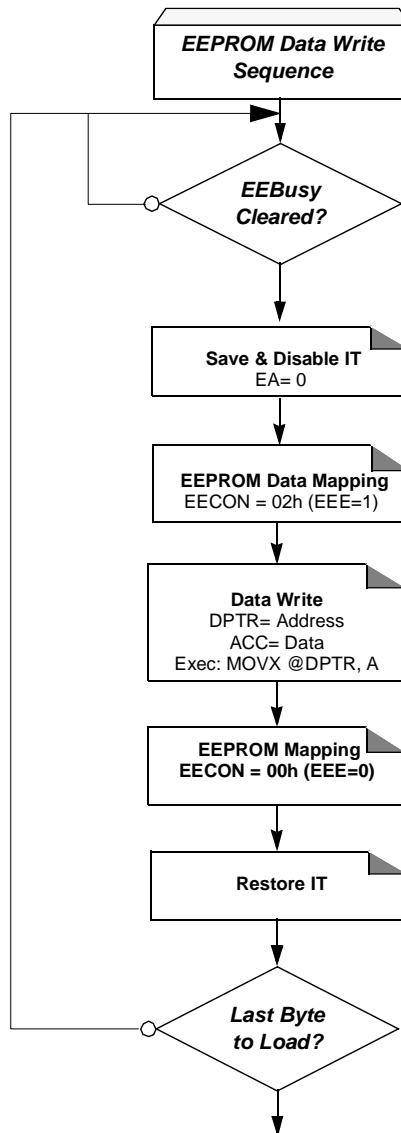 EEPROM Data Write
Sequence
EEBusy
Cleared?
Save & Disable IT
EA= 0
EEPROM Data Mapping
EECON = 02h (EEE=1)
Data Write
DPTR= Address
ACC= Data
Exec: MOVX @DPTR, A
EEPROM Mapping
EECON = 00h (EEE=0)
Restore IT
Last Byte
to Load?